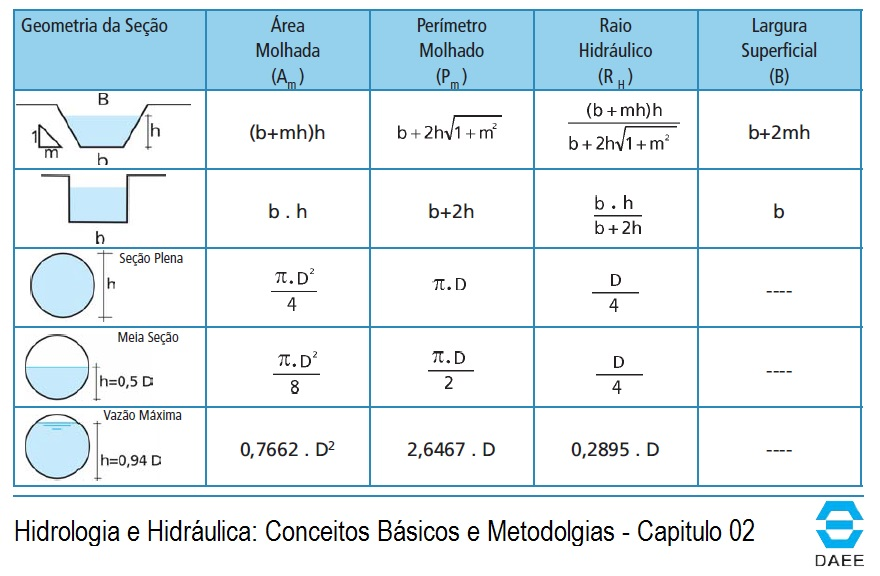 Geometria da Seção
Área
Molhada
(Am)
Perímetro
Molhado
(Pm)
Raio
Hidráulico
(R H)
Largura
Superficial
(B)
B
1
m
h
b
(b+mh)h
b+2h√1+m²
(b+mh)h
b+2h√1+m²
b+2mh
b
b . h
b+2h
b . h
b+2h
b
Seção Plena
h
π.D²
4
π.D
D
4
----
Meia Seção
h=0,5 D
π.D²
8
π.D
2
D
4
----
Vazão Máxima
h=0,94 D
0,7662 . D²
2,6467 . D
0,2895 . D
----
Hidrologia e Hidráulica: Conceitos Básicos e Metodolgias - Capitulo 02
DAEE